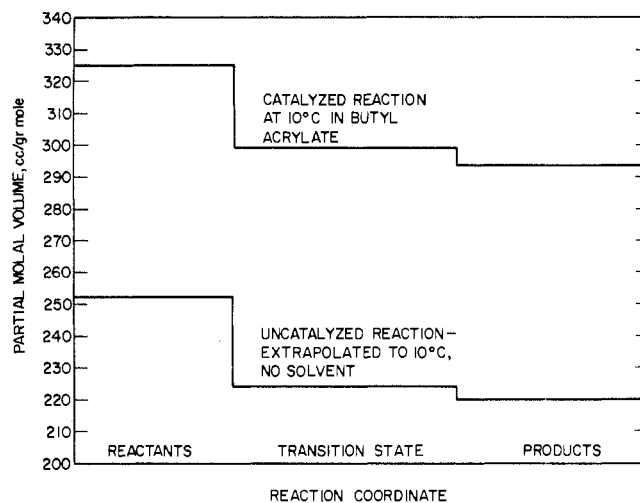 PARTIAL MOLAL VOLUME, cc/gr mole
340
330
320
310
300
290
280
270
260
250
240
230
220
210
200
CATALYZED REACTION
AT 10°C IN BUTYL
ACRYLATE
UNCATALYZED REACTION—
EXTRAPOLATED TO 10°C,
NO SOLVENT
REACTANTS TRANSITION STATE PRODUCTS
REACTION COORDINATE